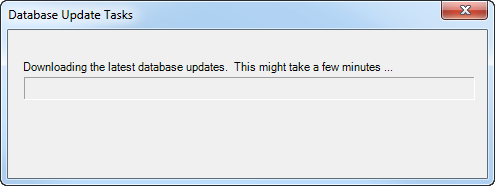 Database Update Tasks
Downloading the latest database updates.  This might take a few minutes ...